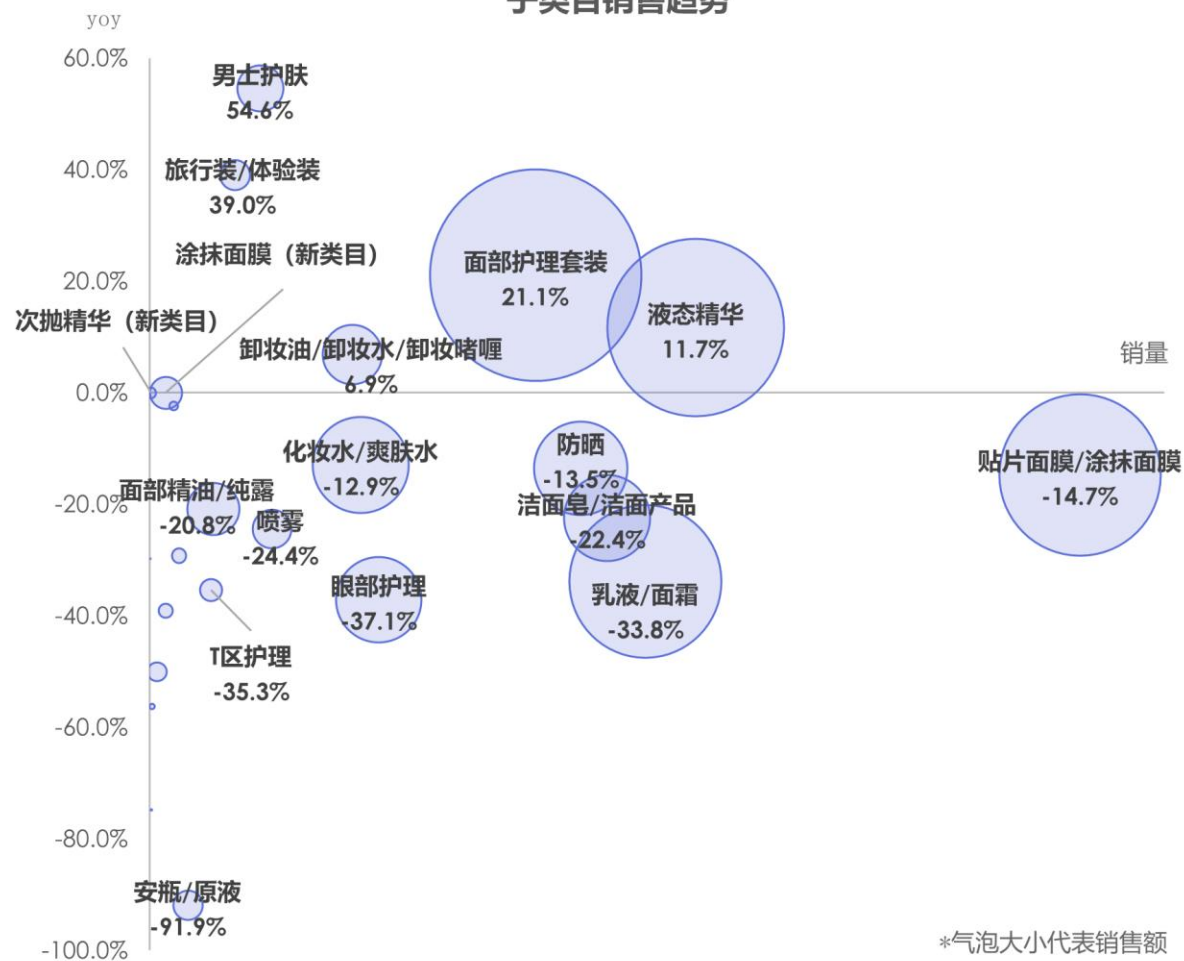 子类目销售趋势
yoy
60.0%
男士护肤
54.6%
40.0%
旅行装/体验装
39.0%
涂抹面膜（新类目）
20.0%
面部护理套装
21.1%
液态精华
11.7%
次抛精华（新类目）
卸妆油/卸妆水/卸妆啫喱
6.9%
销量
0.0%
化妆水/爽肤水
-12.9%
防晒
-13.5%
贴片面膜/涂抹面膜
-14.7%
-20.0%
面部精油/纯露
-20.8%
喷雾
-24.4%
洁面皂/洁面产品
-22.4%
眼部护理
-37.1%
乳液/面霜
-33.8%
-40.0%
T区护理
-35.3%
-60.0%
-80.0%
安瓶/原液
-91.9%
-100.0%
*气泡大小代表销售额